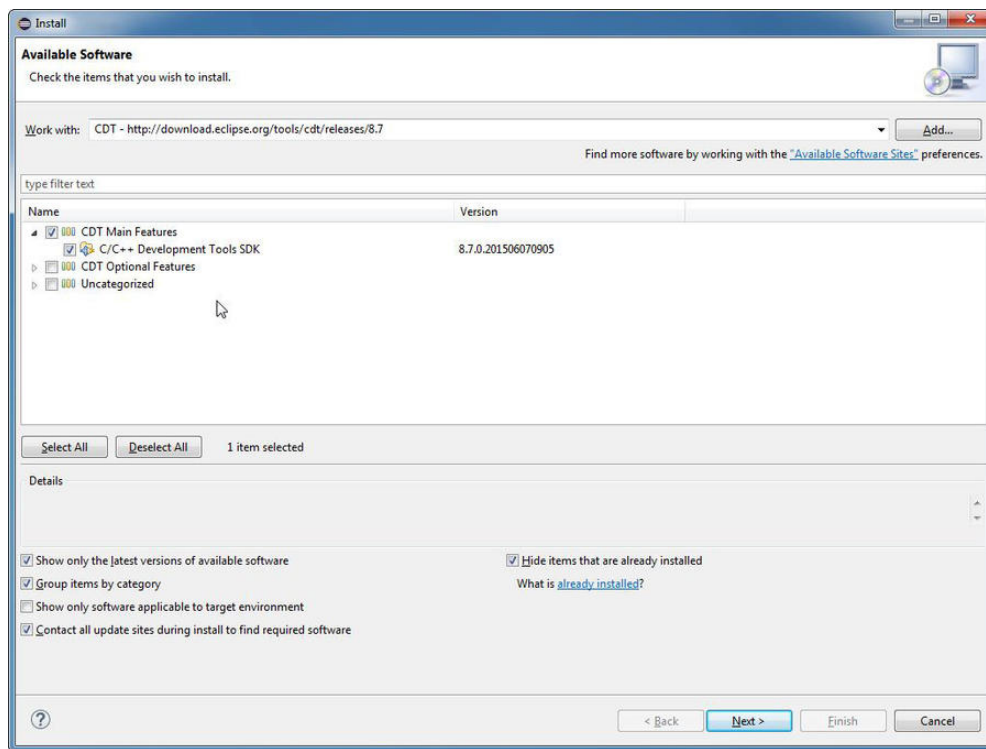 Install
Available Software
Check the items that you wish to install.
Work with: CDT - http://download.eclipse.org/tools/cdt/releases/8.7 Add...
Find more software by working with the "Available Software Sites" preferences.
type filter text
Name Version
CDT Main Features
C/C++ Development Tools SDK 8.7.0.201506070905
CDT Optional Features
Uncategorized
Select All Deselect All 1 item selected
Details
Show only the latest versions of available software Hide items that are already installed
Group items by category What is already installed?
Show only software applicable to target environment
Contact all update sites during install to find required software
? < Back Next > Finish Cancel